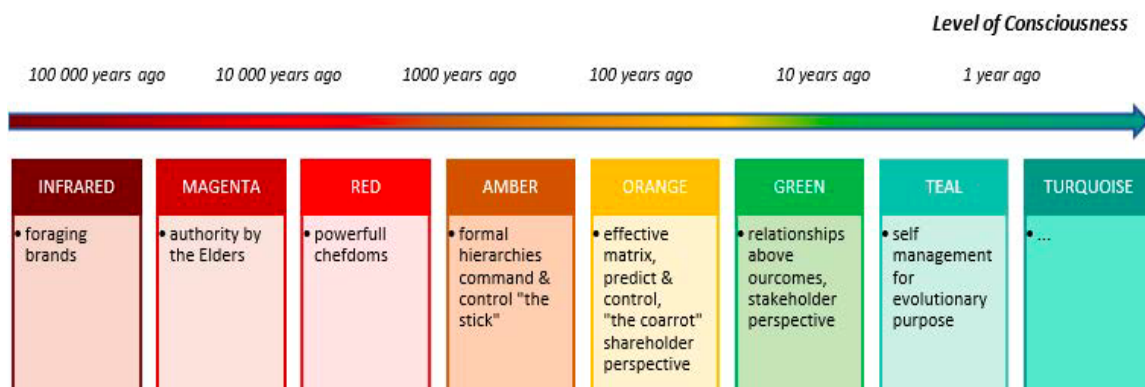 Level of Consciousness
100 000 years ago
10 000 years ago
1000 years ago
100 years ago
10 years ago
1 year ago
INFRARED
• foraging
brands
MAGENTA
• authority by
the Elders
RED
• powerfull
chefdoms
AMBER
• formal
hierarchies
command &
control "the
stick"
ORANGE
• effective
matrix,
predict &
control,
"the coarrot"
shareholder
perspective
GREEN
• relationships
above
ourcomes,
stakeholder
perspective
TEAL
• self
management
for
evolutionary
purpose
TURQUOISE
• ...